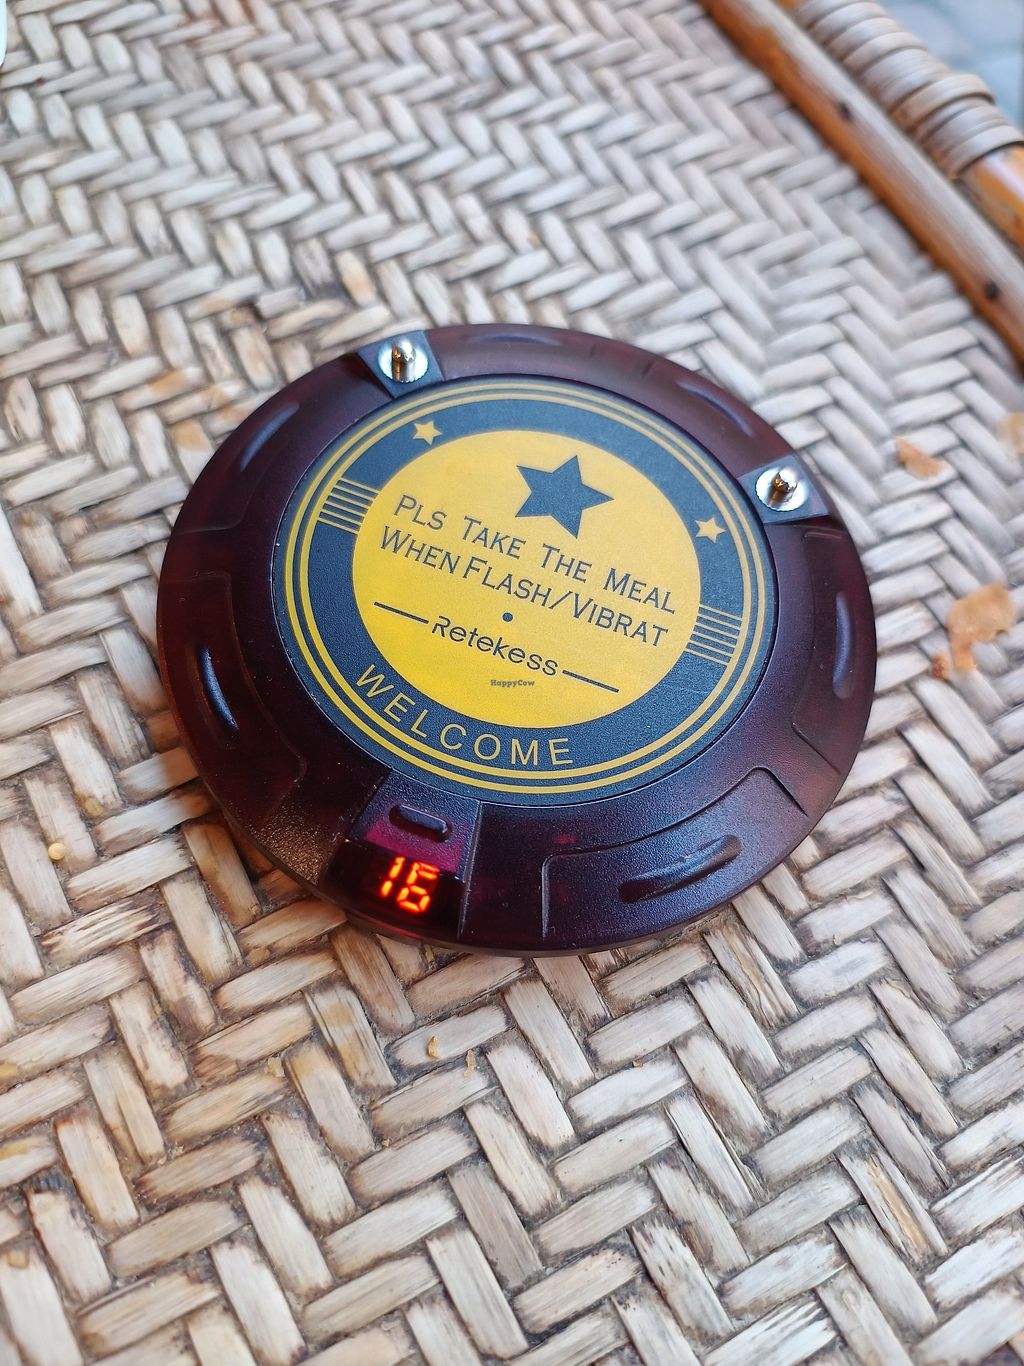 PLS TAKE THE MEAL
WHEN FLASH/VIBRAT
Retekess
HappyCow
WELCOME
16